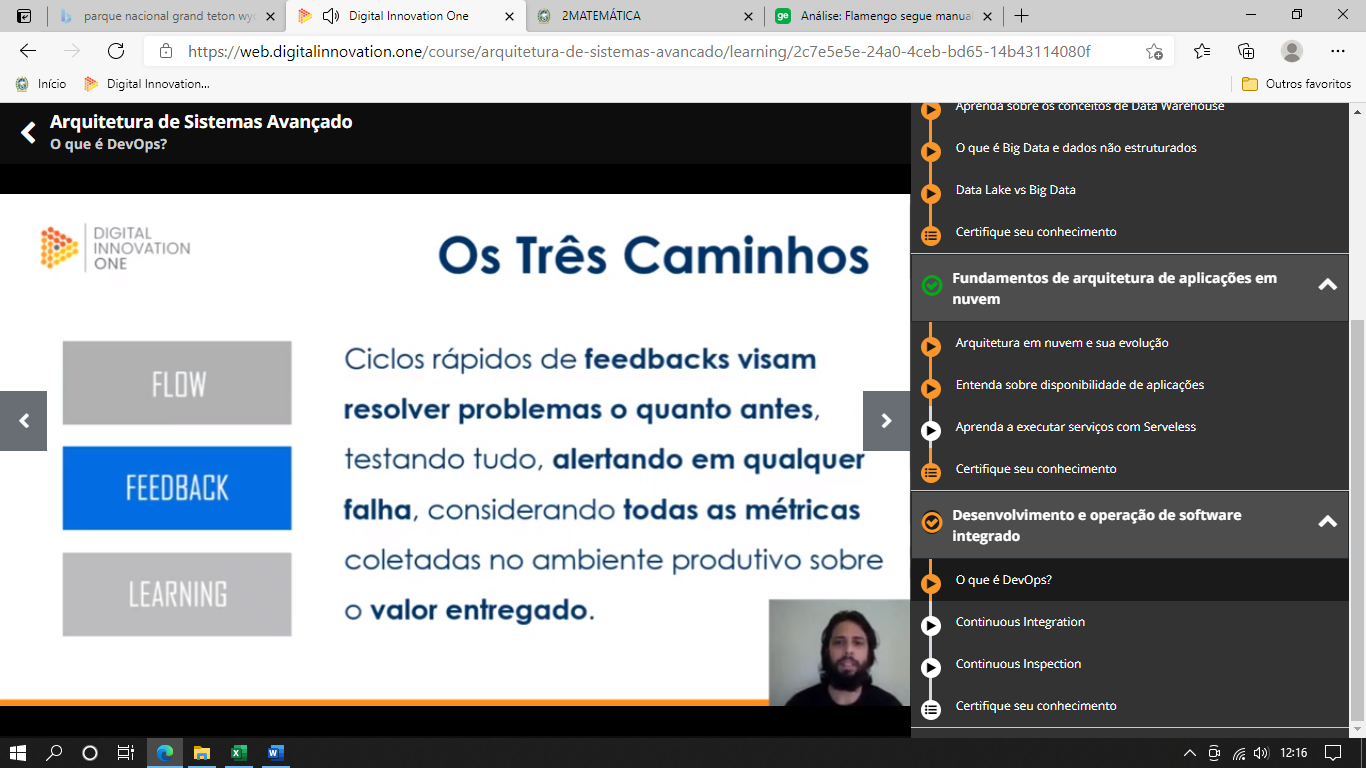 parque nacional grand teton wy
Digital Innovation One
2MATEMÁTICA
ge
Análise: Flamengo segue manual
https://web.digitalinnovation.one/course/arquitetura-de-sistemas-avancado/learning/2c7e5e5e-24a0-4ceb-bd65-14b43114080f
Início
Digital Innovation...
Outros favoritos
Arquitetura de Sistemas Avançado
O que é DevOps?
DIGITAL
INNOVATION
ONE
Os Três Caminhos
FLOW
FEEDBACK
LEARNING
Ciclos rápidos de feedbacks visam
resolver problemas o quanto antes,
testando tudo, alertando em qualquer
falha, considerando todas as métricas
coletadas no ambiente produtivo sobre
o valor entregado.
Aprenda sobre os conceitos de Data Warehouse
O que é Big Data e dados não estruturados
Data Lake vs Big Data
Certifique seu conhecimento
Fundamentos de arquitetura de aplicações em
nuvem
Arquitetura em nuvem e sua evolução
Entenda sobre disponibilidade de aplicações
Aprenda a executar serviços com Serveless
Certifique seu conhecimento
Desenvolvimento e operação de software
integrado
O que é DevOps?
Continuous Integration
Continuous Inspection
Certifique seu conhecimento
12:16